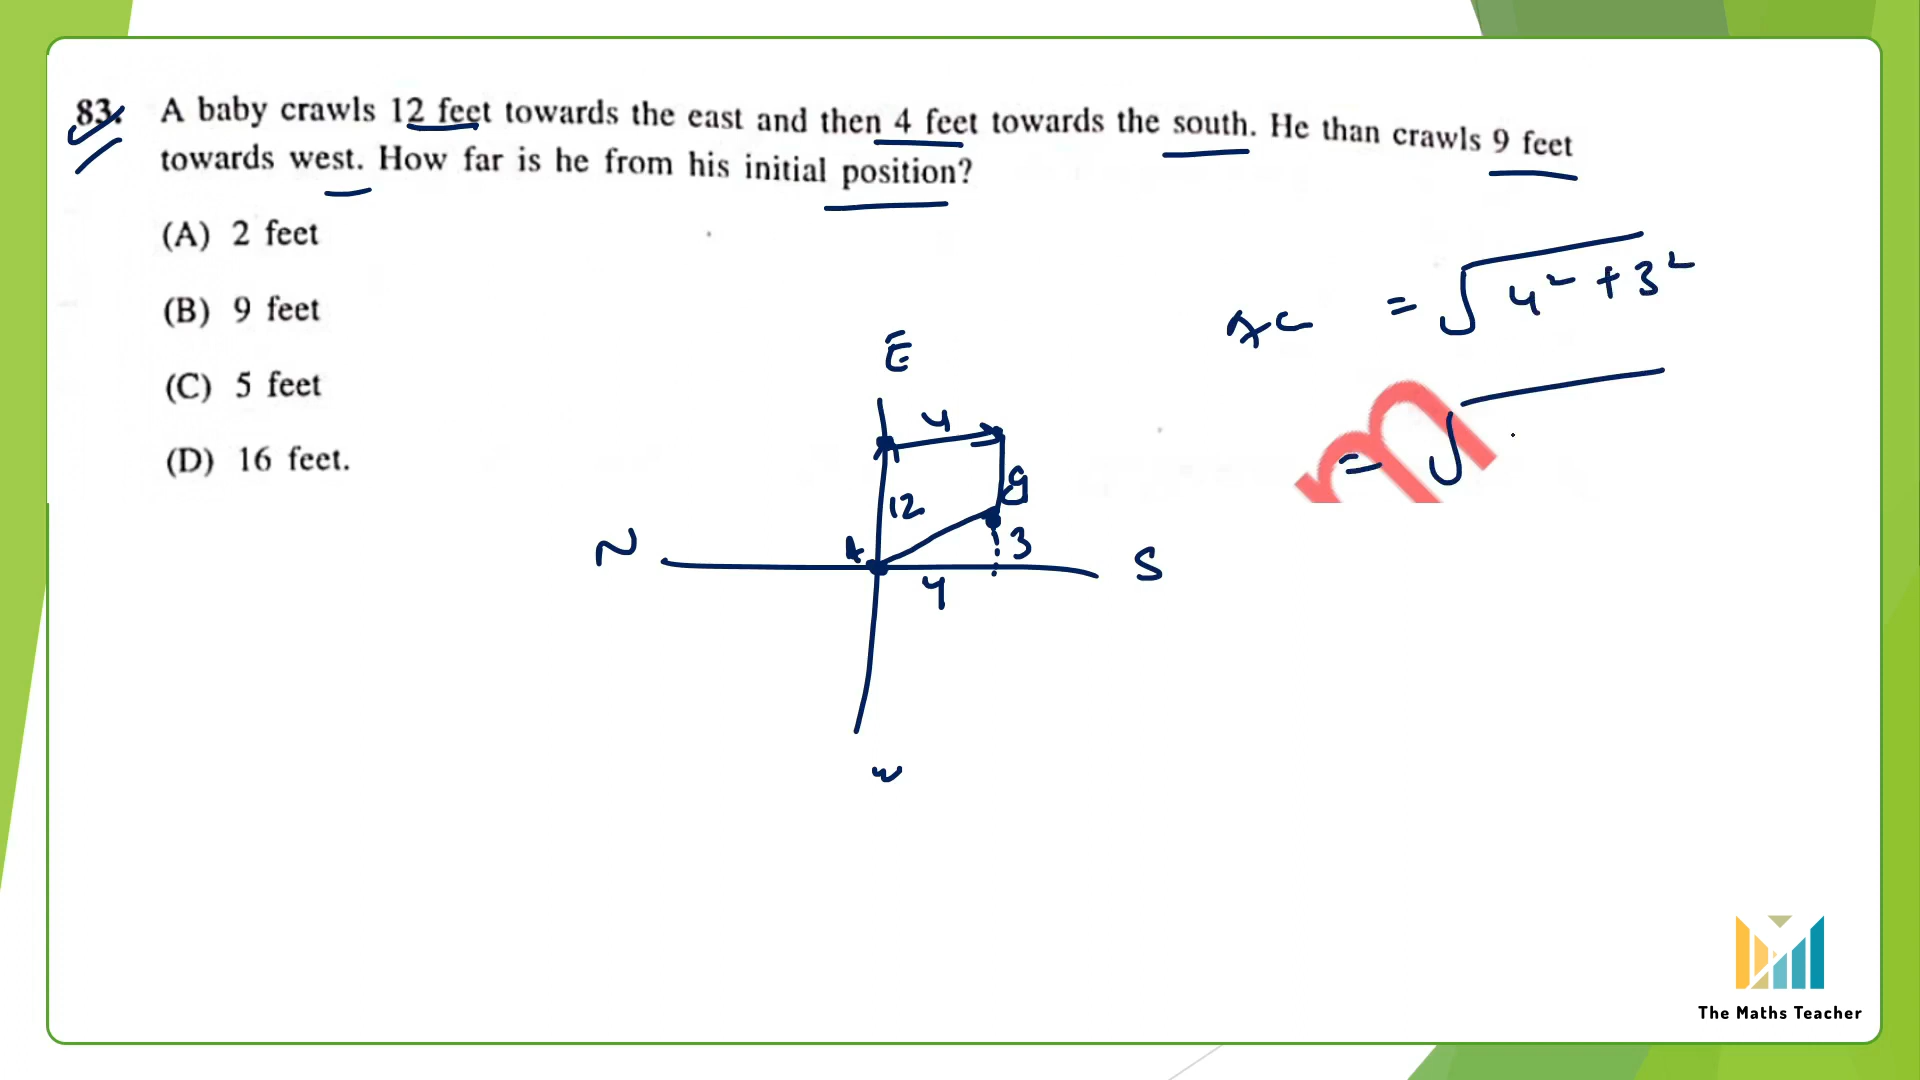 83. A baby crawls 12 feet towards the east and then 4 feet towards the south. He than crawls 9 feet
towards west. How far is he from his initial position?
(A) 2 feet
(B) 9 feet
(C) 5 feet
(D) 16 feet.
= √4² + 3²
= √
E
4
12
9
N
3
S
4
W
The Maths Teacher